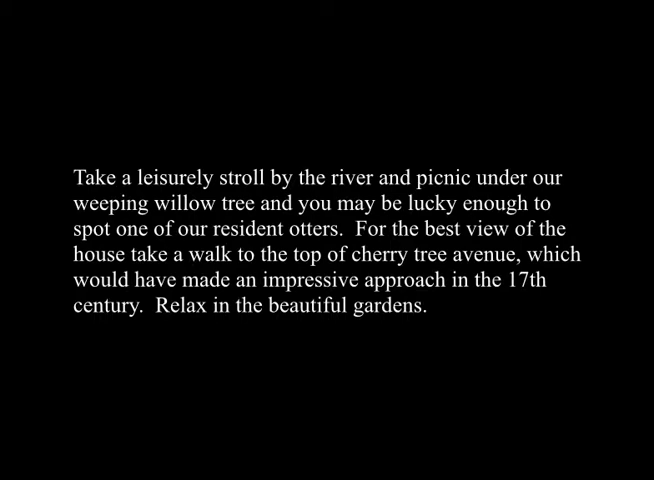 Take a leisurely stroll by the river and picnic under our
weeping willow tree and you may be lucky enough to
spot one of our resident otters.  For the best view of the
house take a walk to the top of cherry tree avenue, which
would have made an impressive approach in the 17th
century.  Relax in the beautiful gardens.